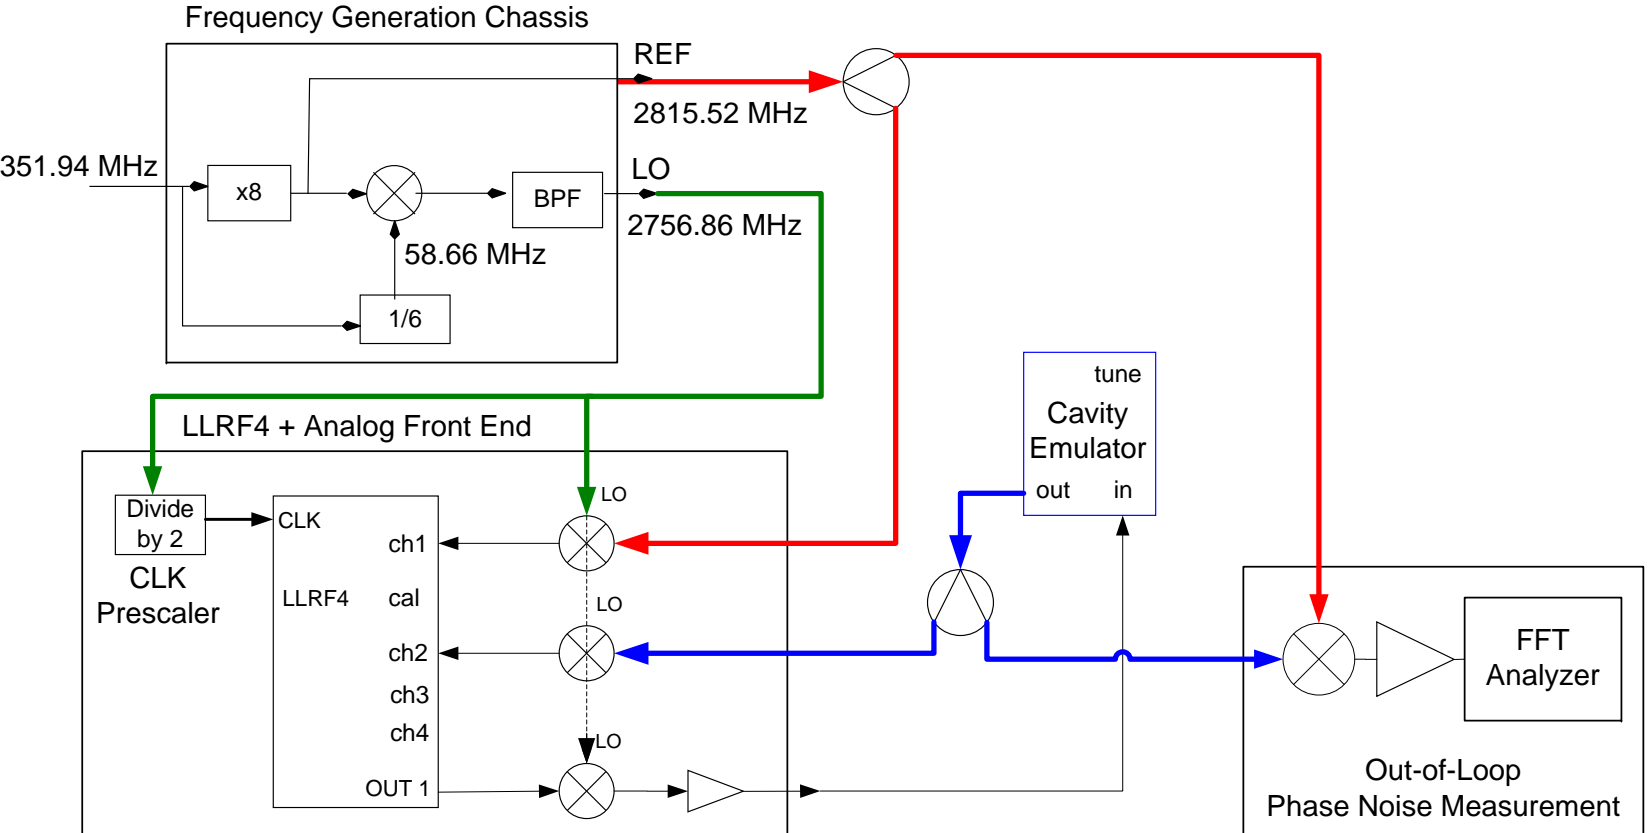 Frequency Generation Chassis
REF
2815.52 MHz
351.94 MHz
x8
BPF
LO
2756.86 MHz
58.66 MHz
1/6
LLRF4 + Analog Front End
Divide
by 2
CLK
Prescaler
CLK
LLRF4
ch1
cal
ch2
ch3
ch4
OUT 1
LO
LO
LO
tune
Cavity
Emulator
out
in
FFT
Analyzer
Out-of-Loop
Phase Noise Measurement